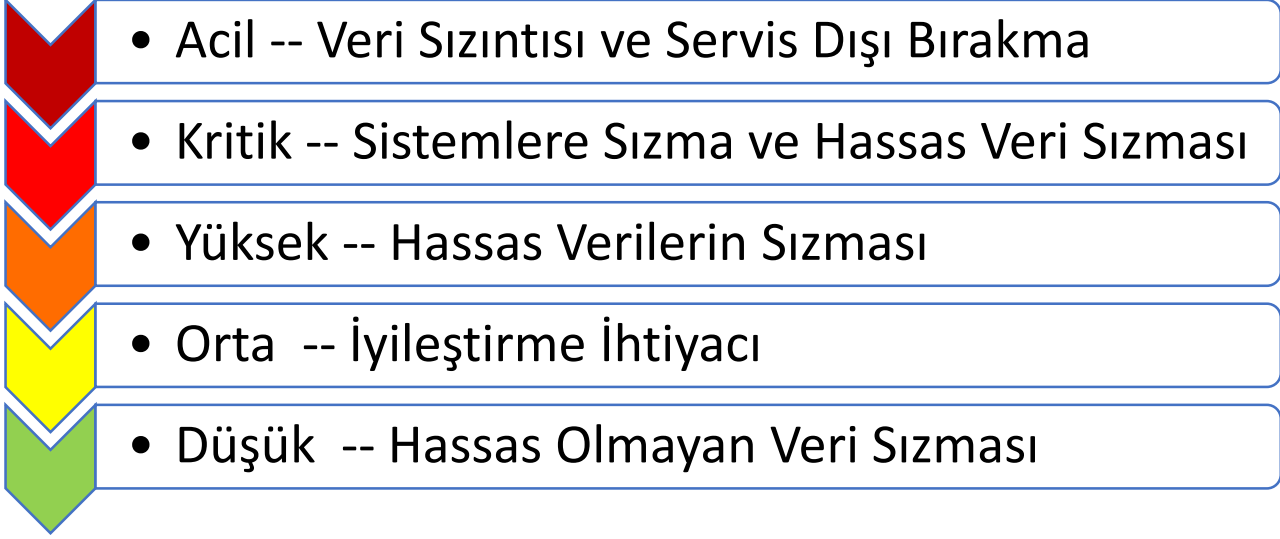 • Acil -- Veri Sızıntısı ve Servis Dışı Bırakma
• Kritik -- Sistemlere Sızma ve Hassas Veri Sızması
• Yüksek -- Hassas Verilerin Sızması
• Orta  -- İyileştirme İhtiyacı
• Düşük  -- Hassas Olmayan Veri Sızması